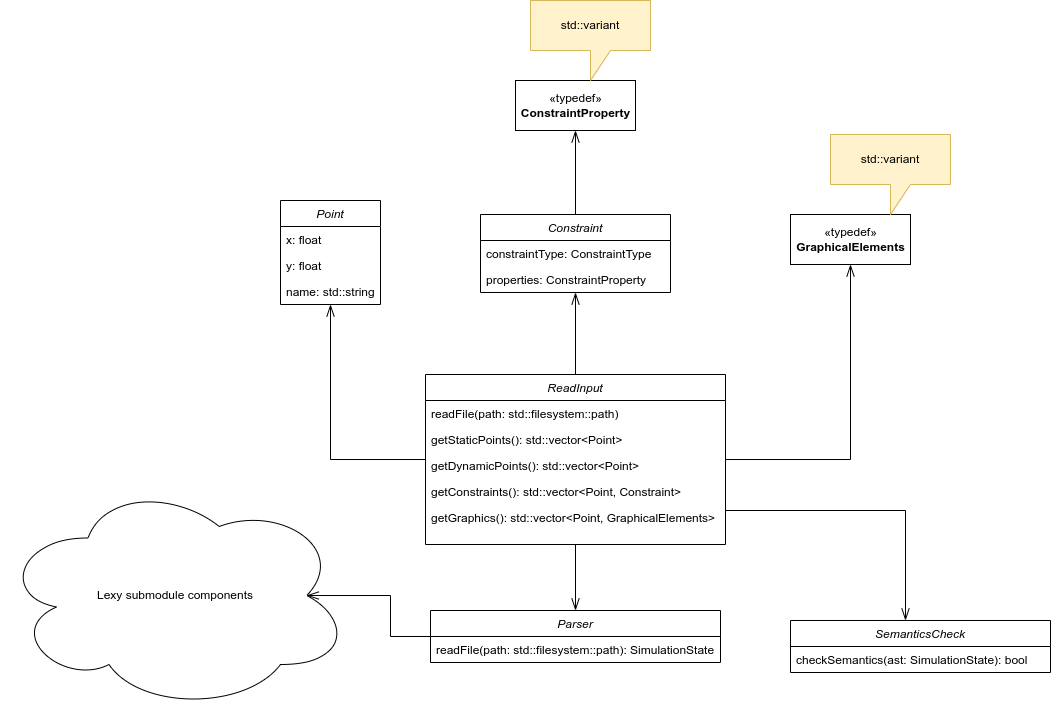 std::variant
«typedef»
ConstraintProperty
std::variant
«typedef»
GraphicalElements
Point
x: float
y: float
name: std::string
Constraint
constraintType: ConstraintType
properties: ConstraintProperty
ReadInput
readFile(path: std::filesystem::path)
getStaticPoints(): std::vector<Point>
getDynamicPoints(): std::vector<Point>
getConstraints(): std::vector<Point, Constraint>
getGraphics(): std::vector<Point, GraphicalElements>
Lexy submodule components
Parser
readFile(path: std::filesystem::path): SimulationState
SemanticsCheck
checkSemantics(ast: SimulationState): bool